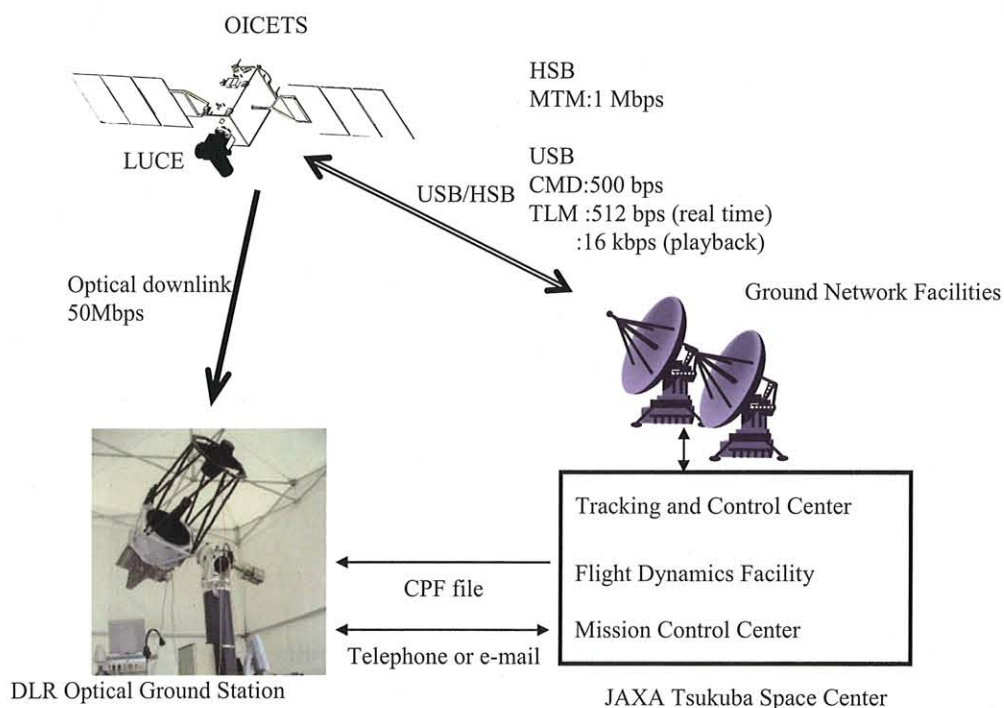 OICETS
LUCE
HSB
MTM:1 Mbps
USB
CMD:500 bps
TLM :512 bps (real time)
:16 kbps (playback)
USB/HSB
Optical downlink
50Mbps
Ground Network Facilities
Tracking and Control Center
Flight Dynamics Facility
Mission Control Center
CPF file
Telephone or e-mail
DLR Optical Ground Station
JAXA Tsukuba Space Center